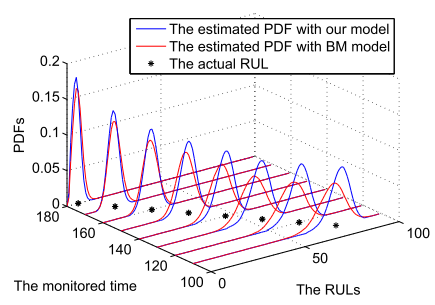 The estimated PDF with our model
The estimated PDF with BM model
The actual RUL
0.2
0.15
0.1
0.05
0
PDFs
180
160
140
120
100
The monitored time
0
50
100
The RULs